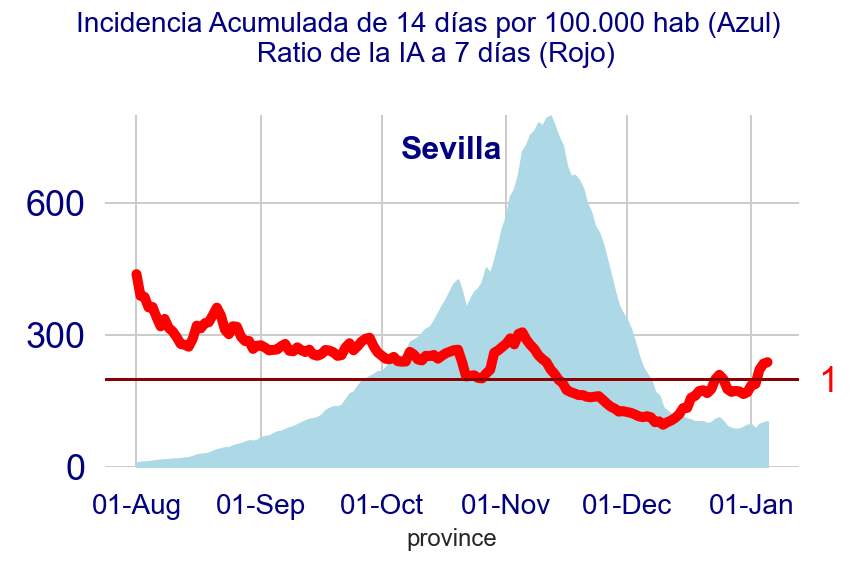 Incidencia Acumulada de 14 días por 100.000 hab (Azul)
Ratio de la IA a 7 días (Rojo)
Sevilla
600
300
0
1
01-Aug 01-Sep 01-Oct 01-Nov 01-Dec 01-Jan
province